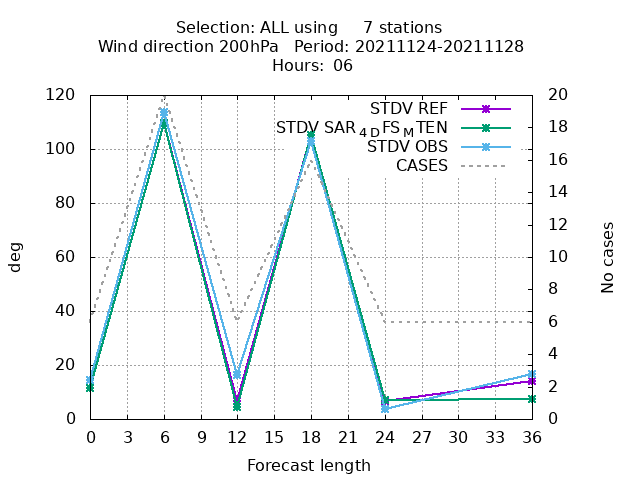 Selection: ALL using 7 stations
Wind direction 200hPa Period: 20211124-20211128
Hours: 06
120 20
STDV REF
STDV SAR 4D FS M TEN 18
100 STDV OBS 16
CASES
14
80
12
60 10
8
40
6
4
20
2
0 0
0 3 6 9 12 15 18 21 24 27 30 33 36
deg
No cases
Forecast length